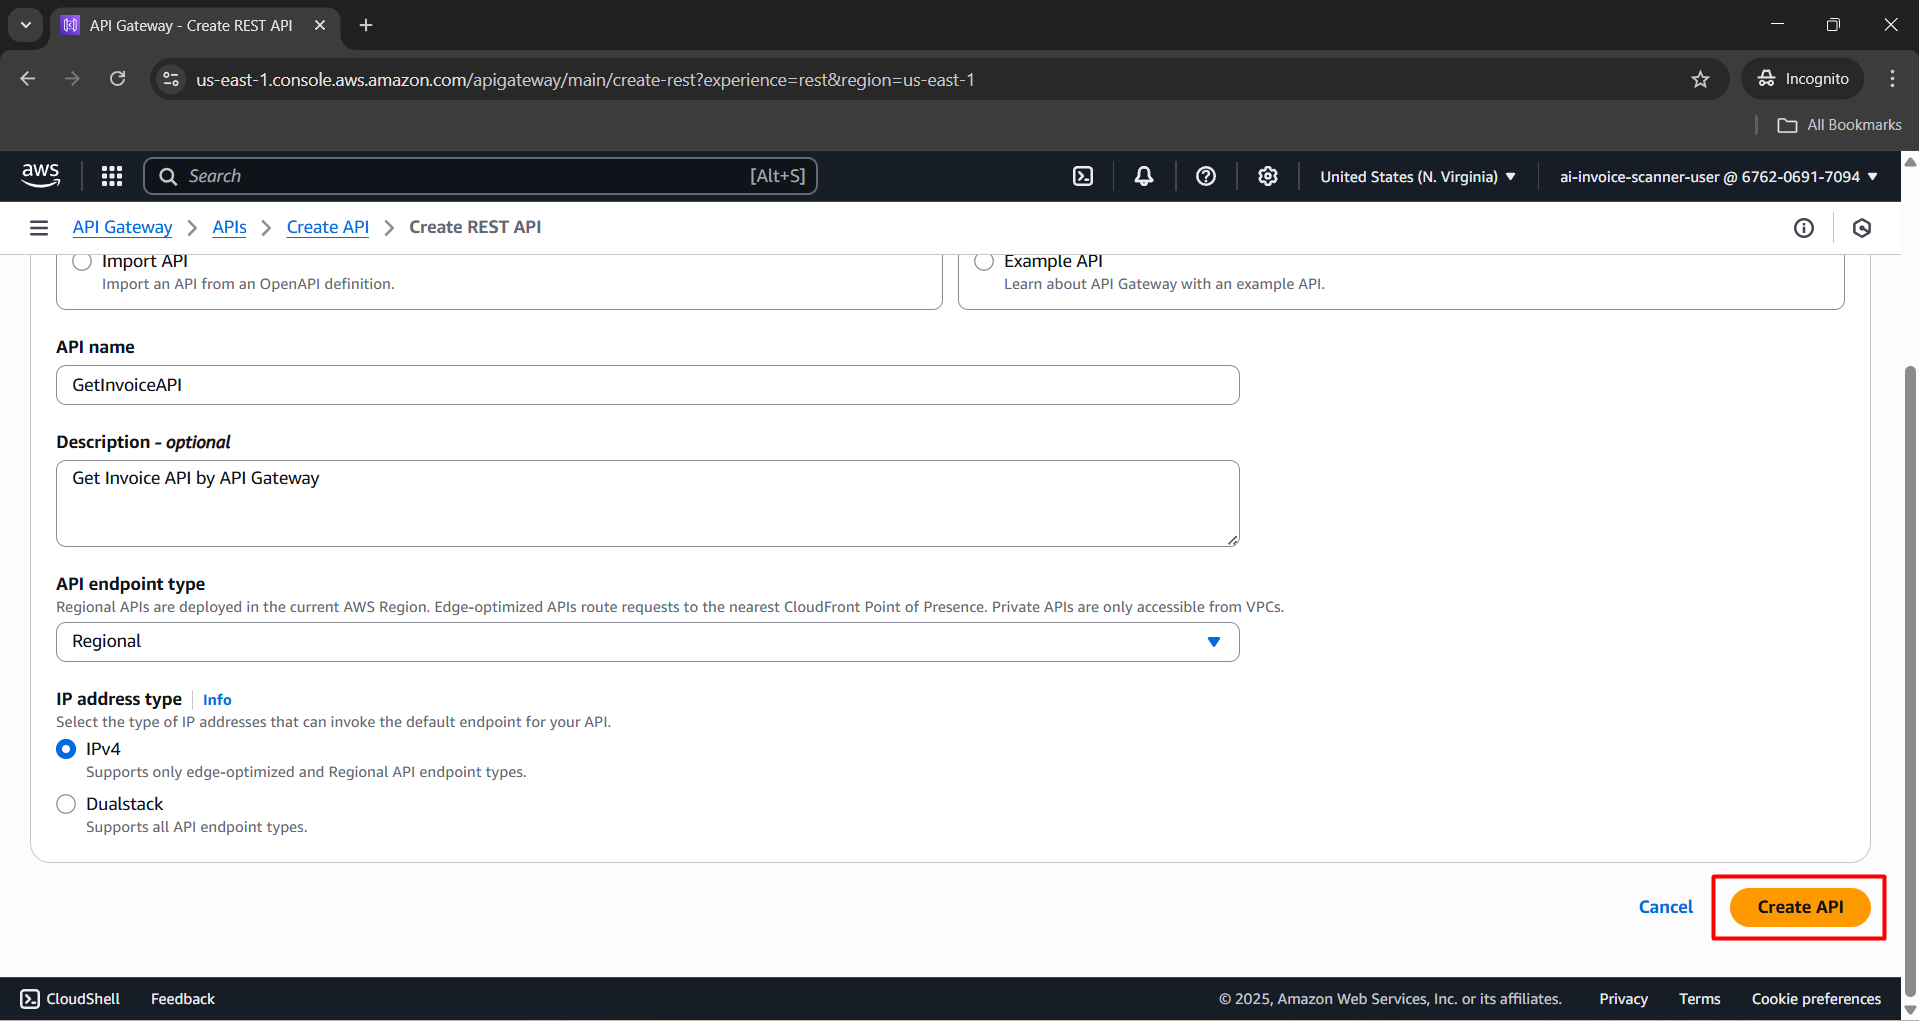 API Gateway - Create REST API
us-east-1.console.aws.amazon.com/apigateway/main/create-rest?experience=rest&region=us-east-1
Incognito
All Bookmarks
aws
Search
[Alt+S]
United States (N. Virginia)
ai-invoice-scanner-user @ 6762-0691-7094
API Gateway
APIs
Create API
Create REST API
Import API
Import an API from an OpenAPI definition.
Example API
Learn about API Gateway with an example API.
API name
GetInvoiceAPI
Description - optional
Get Invoice API by API Gateway
API endpoint type
Regional APIs are deployed in the current AWS Region. Edge-optimized APIs route requests to the nearest CloudFront Point of Presence. Private APIs are only accessible from VPCs.
Regional
IP address type
Info
Select the type of IP addresses that can invoke the default endpoint for your API.
IPv4
Supports only edge-optimized and Regional API endpoint types.
Dualstack
Supports all API endpoint types.
Cancel
Create API
CloudShell
Feedback
© 2025, Amazon Web Services, Inc. or its affiliates.
Privacy
Terms
Cookie preferences